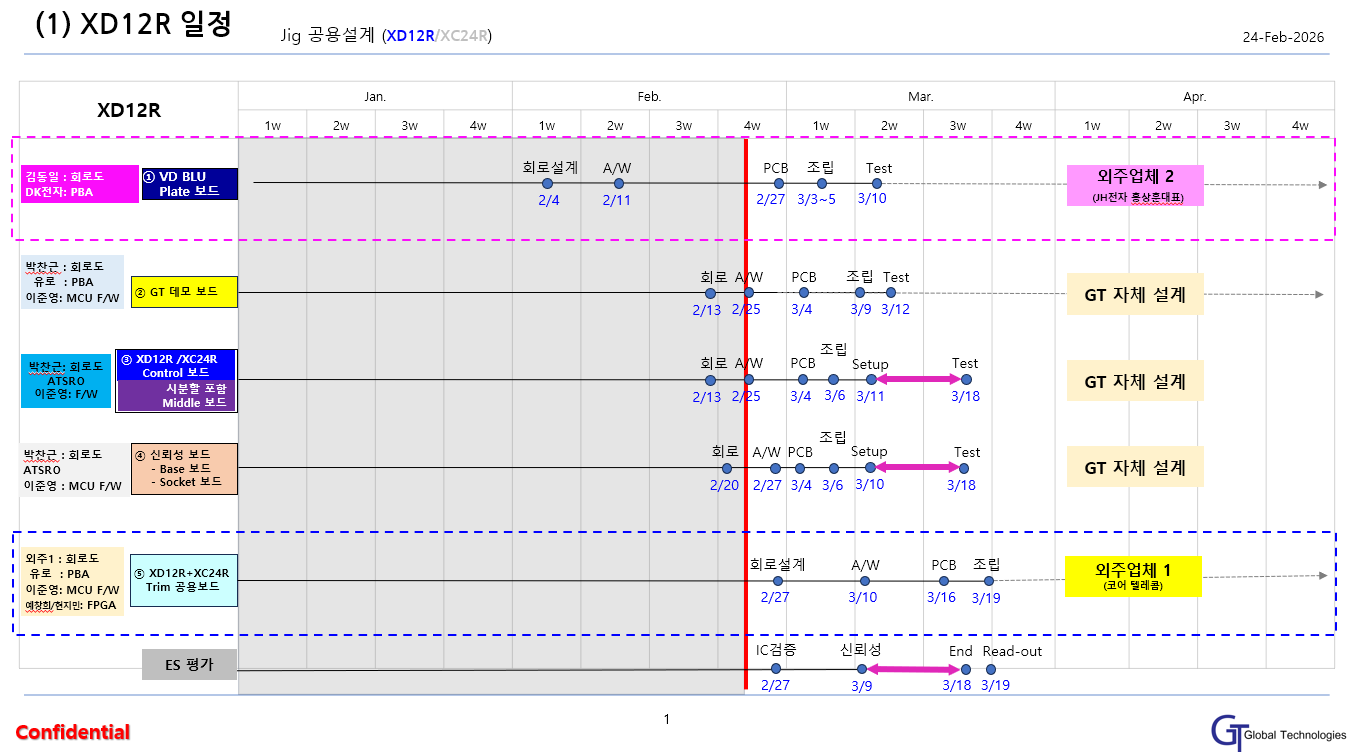 (1) XD12R 일정
Jig 공용설계 (XD12R/XC24R)
24-Feb-2026
XD12R
Jan. Feb. Mar. Apr.
1w 2w 3w 4w 1w 2w 3w 4w 1w 2w 3w 4w 1w 2w 3w 4w
김동일 : 회로도
DK전자: PBA
① VD BLU
Plate 보드
회로설계 A/W PCB 조립 Test
2/4 2/11 2/27 3/3~5 3/10
외주업체 2
(JH전자 홍상훈대표)
박찬근 : 회로도
유로 : PBA
이준영: MCU F/W
② GT 데모 보드
회로 A/W PCB 조립 Test
2/13 2/25 3/4 3/9 3/12
GT 자체 설계
박찬근: 회로도
ATSRO
이준영: F/W
③ XD12R /XC24R
Control 보드
시분할 포함
Middle 보드
회로 A/W PCB 조립 Setup Test
2/13 2/25 3/4 3/6 3/11 3/18
GT 자체 설계
박찬근 : 회로도
ATSRO
이준영 : MCU F/W
④ 신뢰성 보드
- Base 보드
- Socket 보드
회로 A/W PCB 조립 Setup Test
2/20 2/27 3/4 3/6 3/10 3/18
GT 자체 설계
외주1 : 회로도
유로 : PBA
이준영: MCU F/W
예창희/현지민: FPGA
⑤ XD12R+XC24R
Trim 공용보드
회로설계 A/W PCB 조립
2/27 3/10 3/16 3/19
외주업체 1
(코어 텔레콤)
ES 평가
IC검증 신뢰성 End Read-out
2/27 3/9 3/18 3/19
1
Confidential
GT Global Technologies